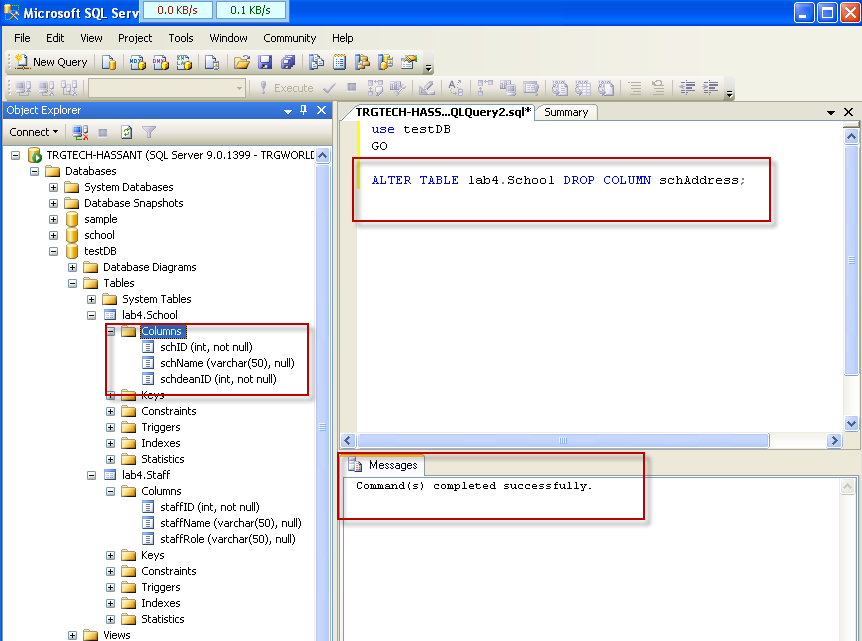 Microsoft SQL Serv
0.0 KB/s
0.1 KB/s
File Edit View Project Tools Window Community Help
New Query
Execute
Object Explorer
Connect
TRGTECH-HASSANT (SQL Server 9.0.1399 - TRGWORLD
Databases
System Databases
Database Snapshots
sample
school
testDB
Database Diagrams
Tables
System Tables
lab4.School
Columns
schID (int, not null)
schName (varchar(50), null)
schdeanID (int, not null)
Keys
Constraints
Triggers
Indexes
Statistics
lab4.Staff
Columns
staffID (int, not null)
staffName (varchar(50), null)
staffRole (varchar(50), null)
Keys
Constraints
Triggers
Indexes
Statistics
Views
TRGTECH-HASS...QLQuery2.sql* Summary
use testDB
GO
ALTER TABLE lab4.School DROP COLUMN schAddress;
Messages
Command(s) completed successfully.